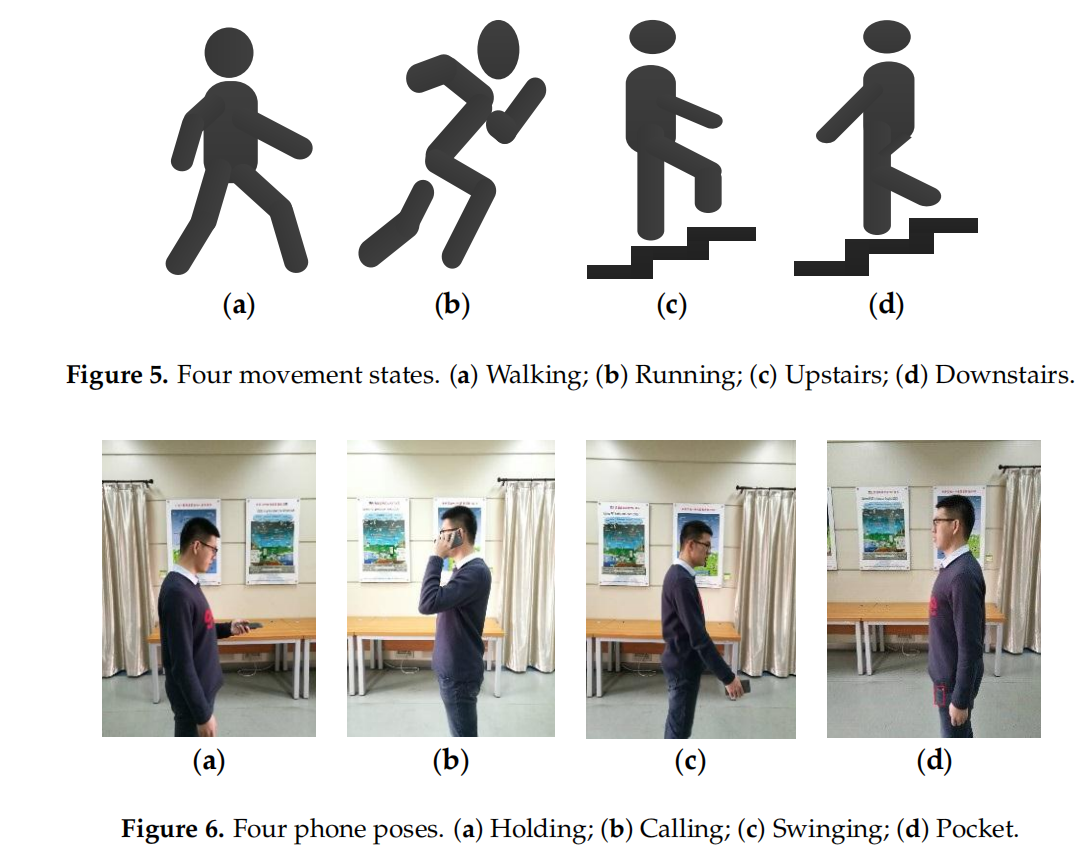 (a) (b) (c) (d)
Figure 5. Four movement states. (a) Walking; (b) Running; (c) Upstairs; (d) Downstairs.
(a) (b) (c) (d)
Figure 6. Four phone poses. (a) Holding; (b) Calling; (c) Swinging; (d) Pocket.